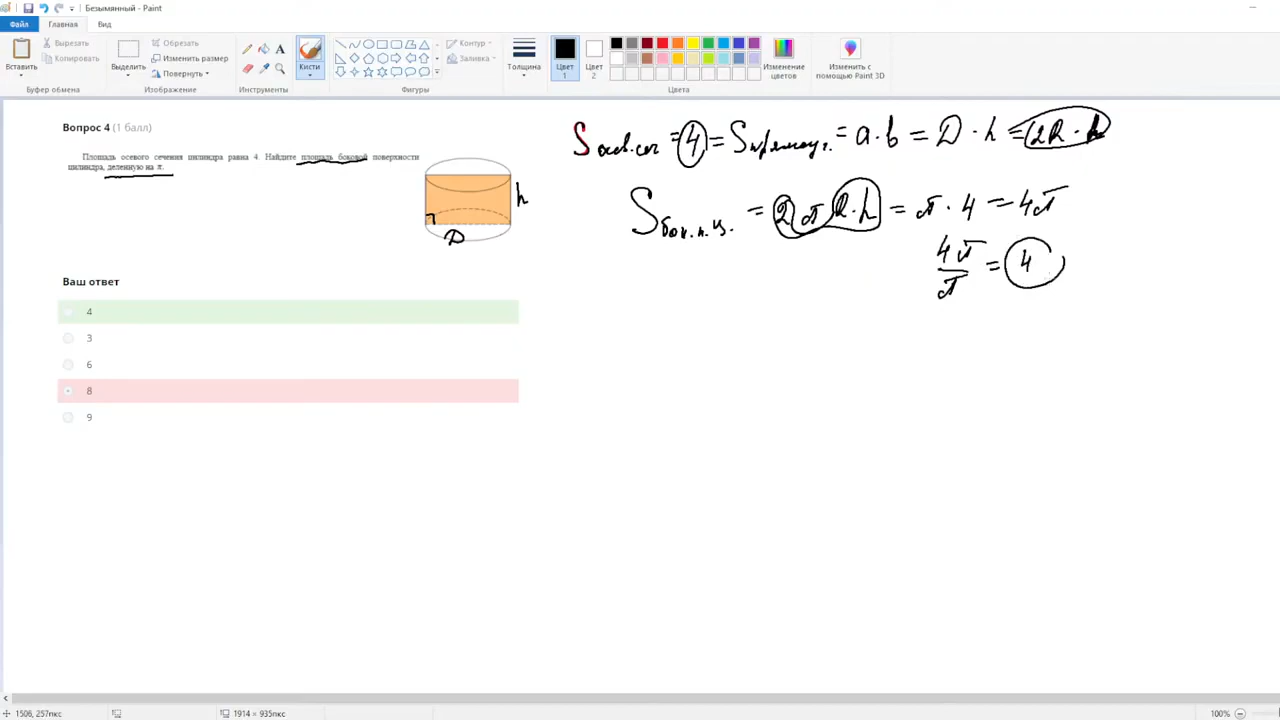 Безымянный - Paint
Файл Главная Вид
Вставить
Вырезать
Копировать
Буфер обмена
Выделить
Обрезать
Изменить размер
Повернуть
Изображение
Инструменты
Кисти
Контур
Заливка
Фигуры
Толщина
Цвет 1
Цвет 2
Цвета
Изменение цветов
Изменить с помощью Paint 3D
Вопрос 4 (1 балл)
Площадь осевого сечения цилиндра равна 4. Найдите площадь боковой поверхности
цилиндра, деленную на π.
h
D
S осев.сеч = 4 = S прямоуг. = a·b = D·h = 2R·h
S бок.п.ц. = 2πR·h = π·4 = 4π
4π/π = 4
Ваш ответ
4
3
6
8
9
1506, 257пкс
1914 × 935пкс
100%